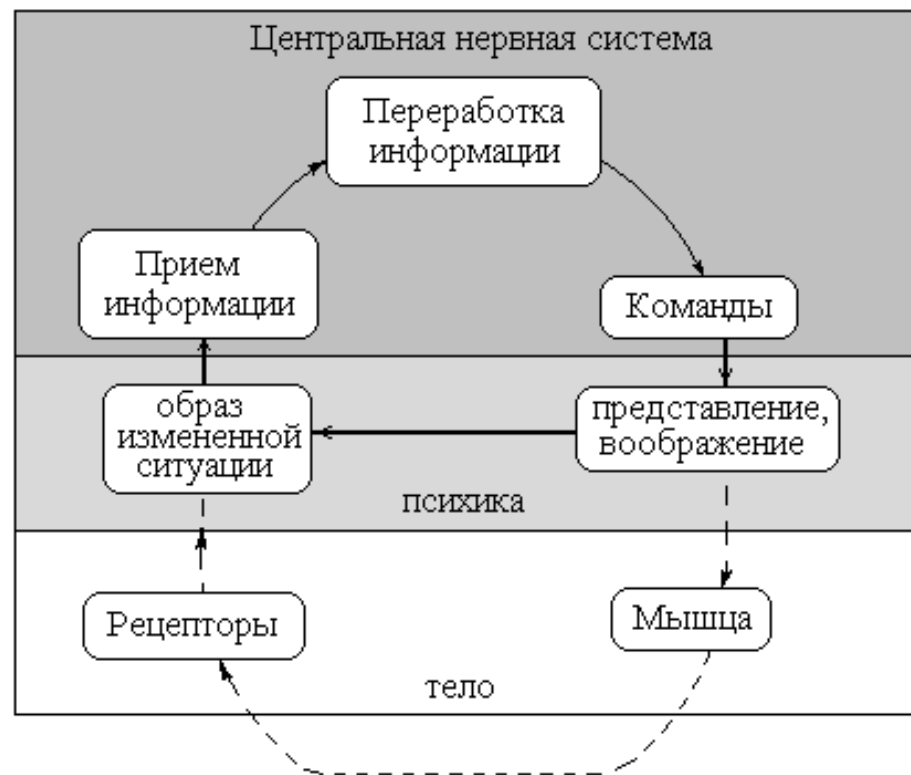 Центральная нервная система
Переработка
информации
Прием
информации
Команды
образ
измененной
ситуации
представление,
воображение
психика
Рецепторы
Мышца
тело